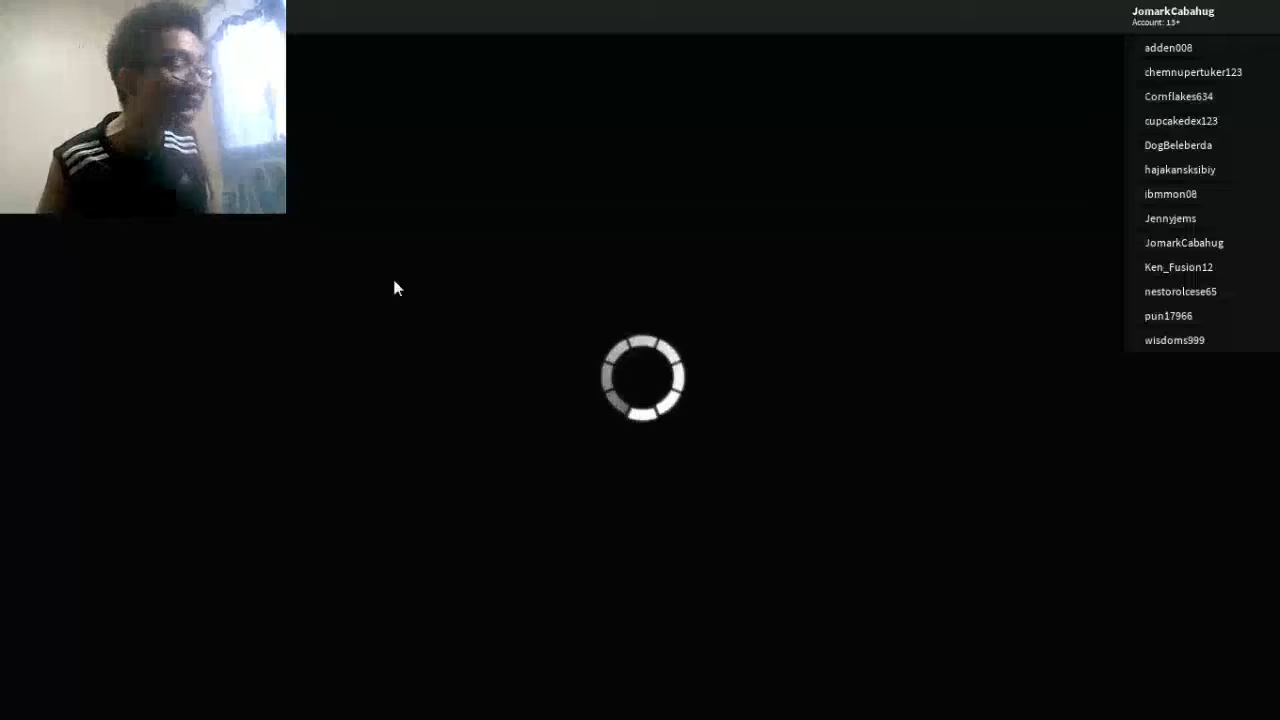 JomarkCabahug
Account: 13+
adden008
chemnupertuker123
Cornflakes634
cupcakedex123
DogBeleberda
hajakansksibiy
ibmmon08
Jennyjems
JomarkCabahug
Ken_Fusion12
nestorolcese65
pun17966
wisdoms999